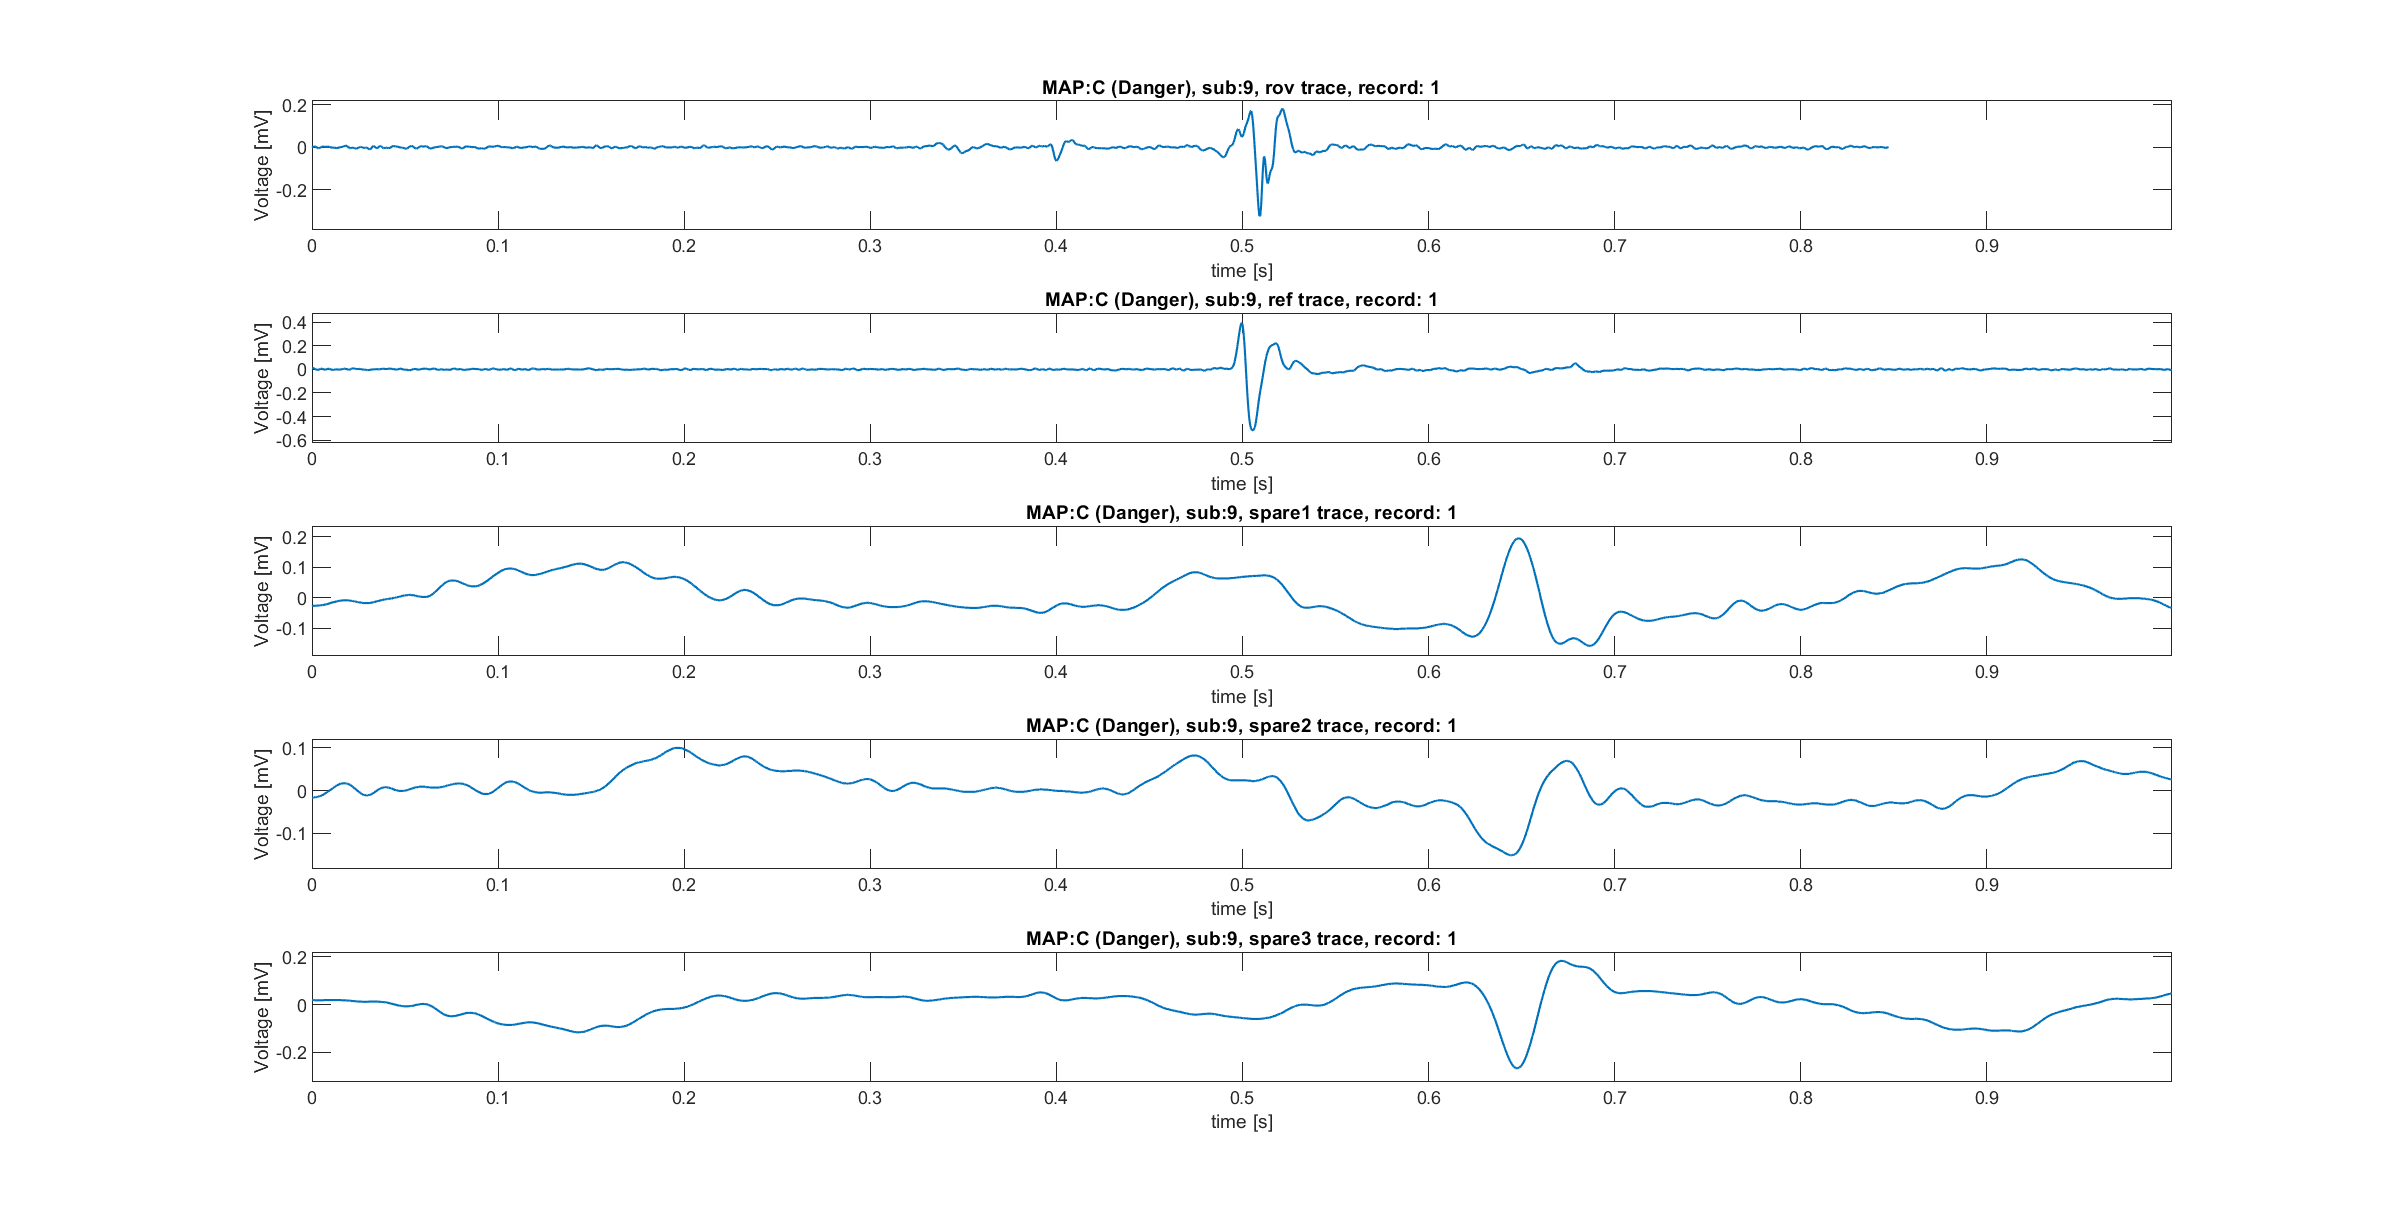 MAP:C (Danger), sub:9, rov trace, record: 1
Voltage [mV]
0.2
0
-0.2
0 0.1 0.2 0.3 0.4 0.5 0.6 0.7 0.8 0.9
time [s]
MAP:C (Danger), sub:9, ref trace, record: 1
Voltage [mV]
0.4
0.2
0
-0.2
-0.4
-0.6
0 0.1 0.2 0.3 0.4 0.5 0.6 0.7 0.8 0.9
time [s]
MAP:C (Danger), sub:9, spare1 trace, record: 1
Voltage [mV]
0.2
0.1
0
-0.1
0 0.1 0.2 0.3 0.4 0.5 0.6 0.7 0.8 0.9
time [s]
MAP:C (Danger), sub:9, spare2 trace, record: 1
Voltage [mV]
0.1
0
-0.1
0 0.1 0.2 0.3 0.4 0.5 0.6 0.7 0.8 0.9
time [s]
MAP:C (Danger), sub:9, spare3 trace, record: 1
Voltage [mV]
0.2
0
-0.2
0 0.1 0.2 0.3 0.4 0.5 0.6 0.7 0.8 0.9
time [s]